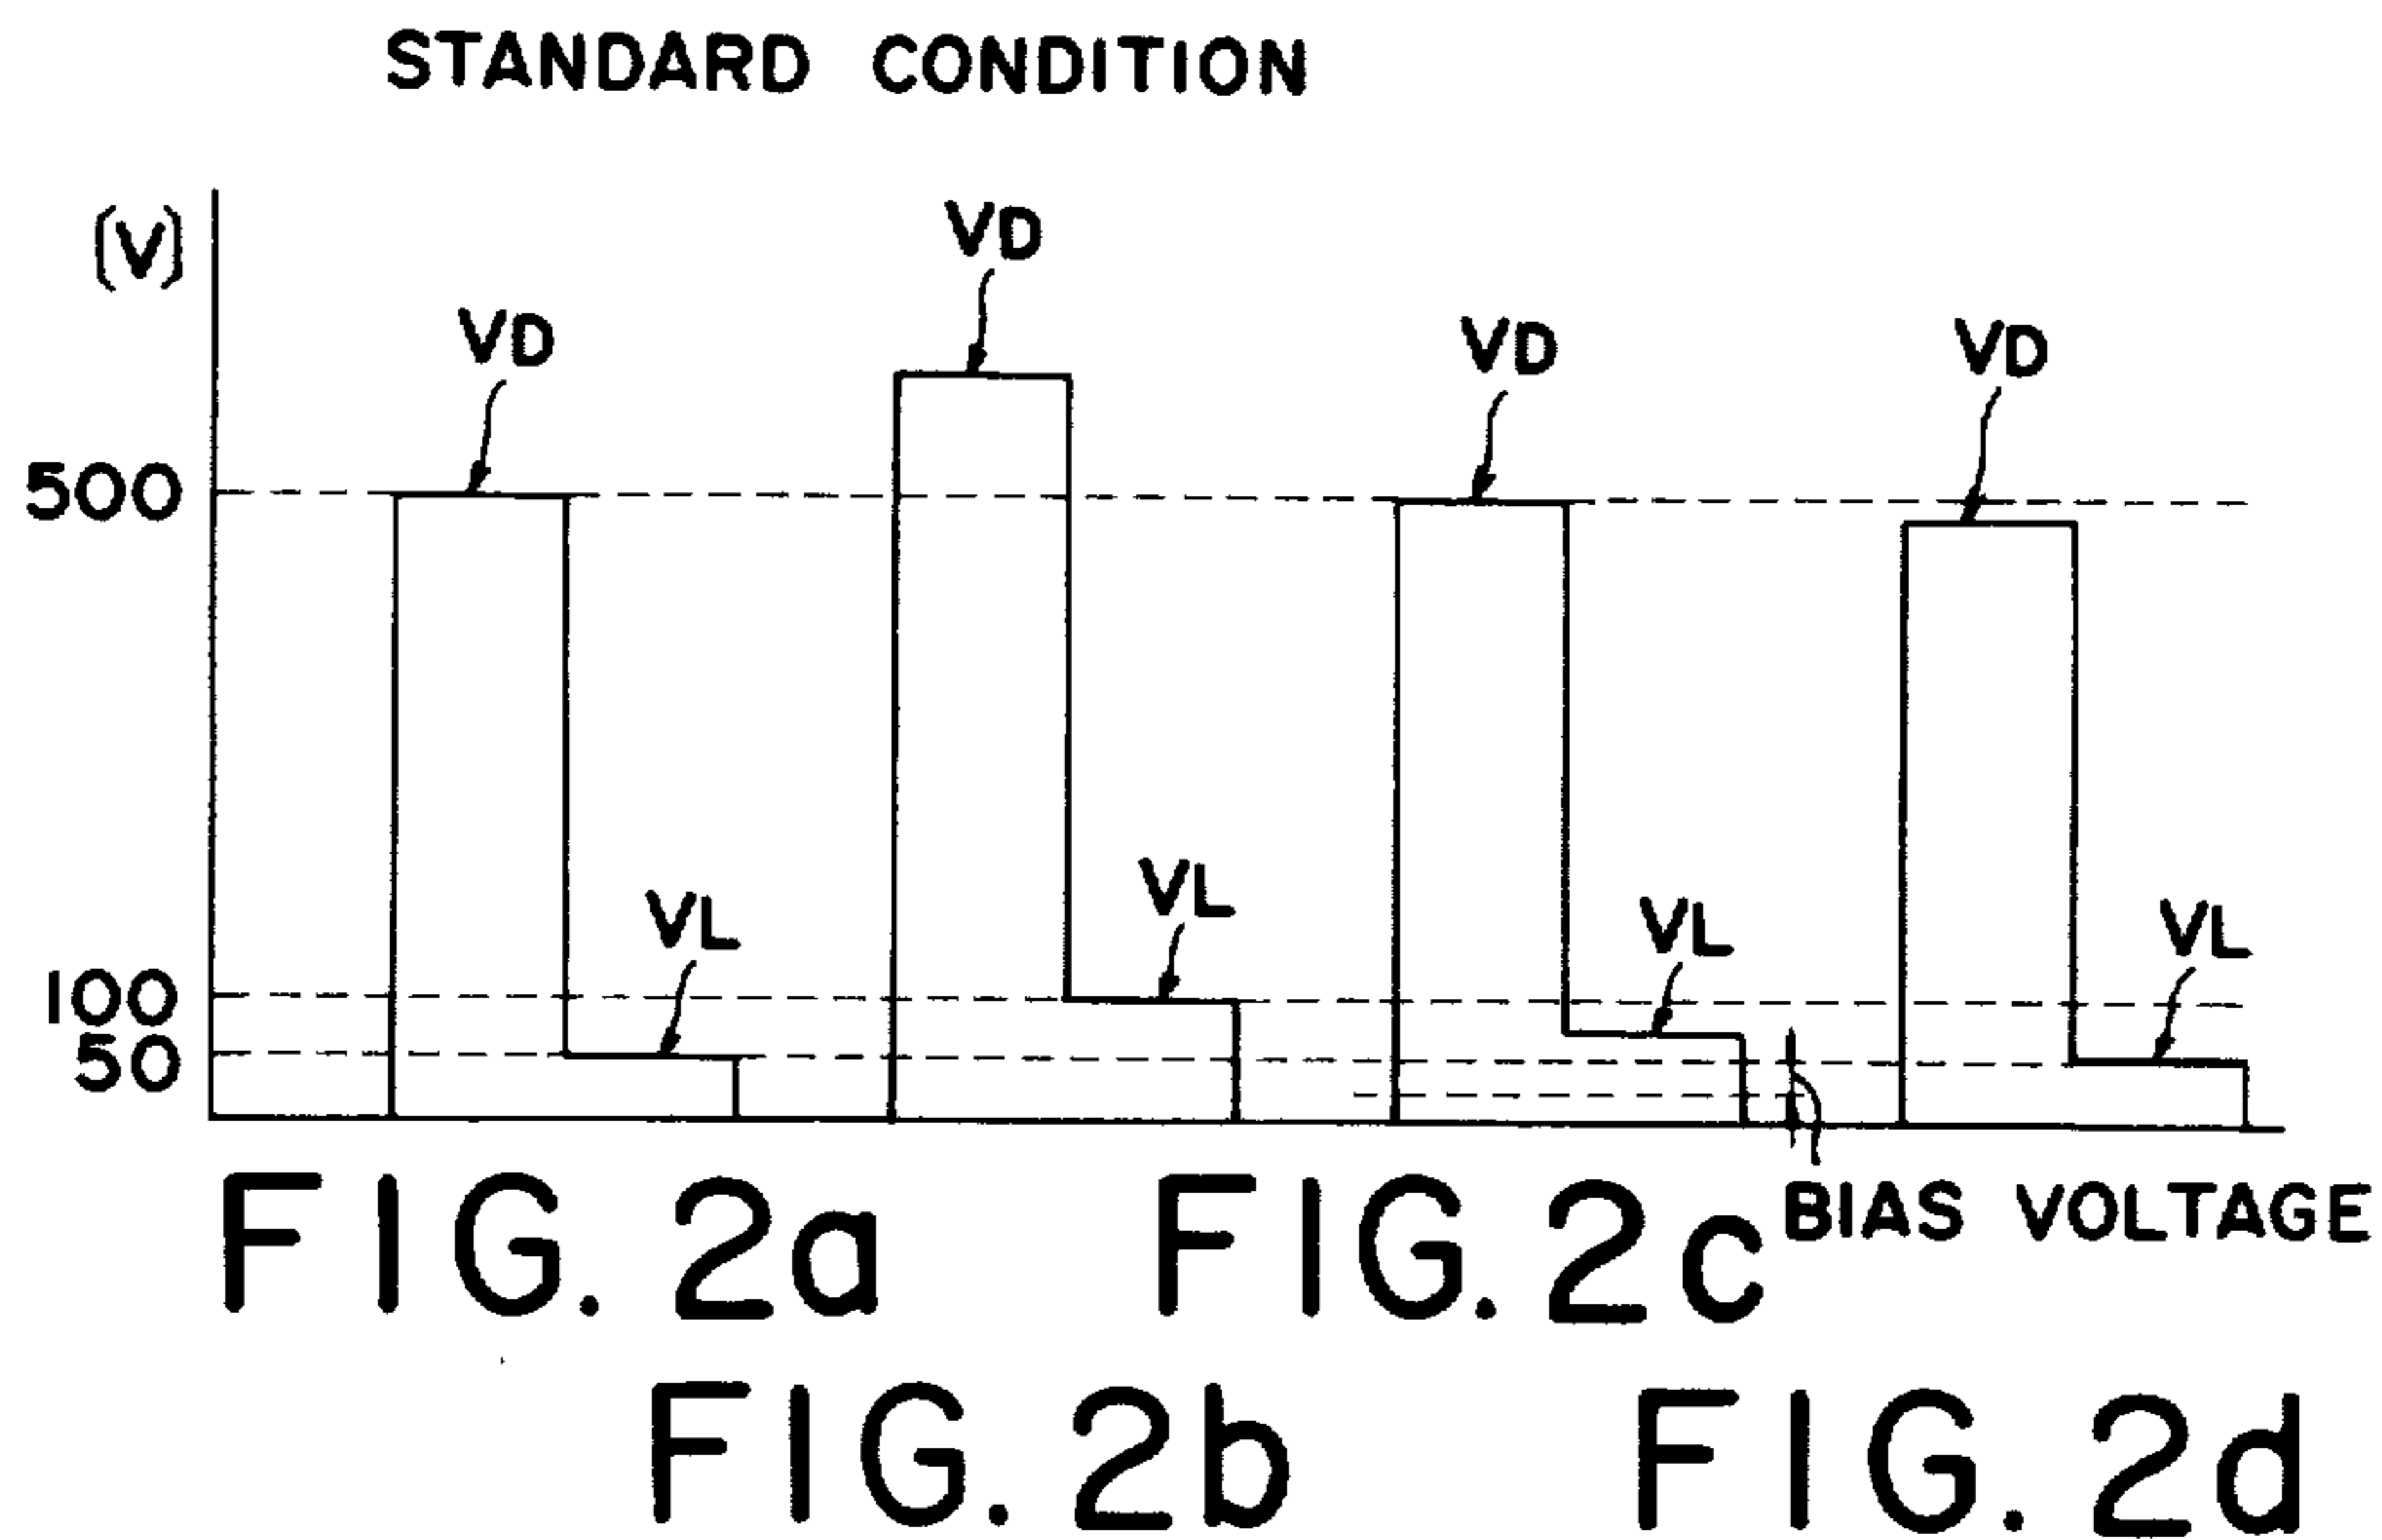 STANDARD CONDITION
(V)
VD
VD
VD
VD
500
VL
VL
VL
VL
100
50
FIG. 2a
FIG. 2c
BIAS VOLTAGE
FIG. 2b
FIG. 2d